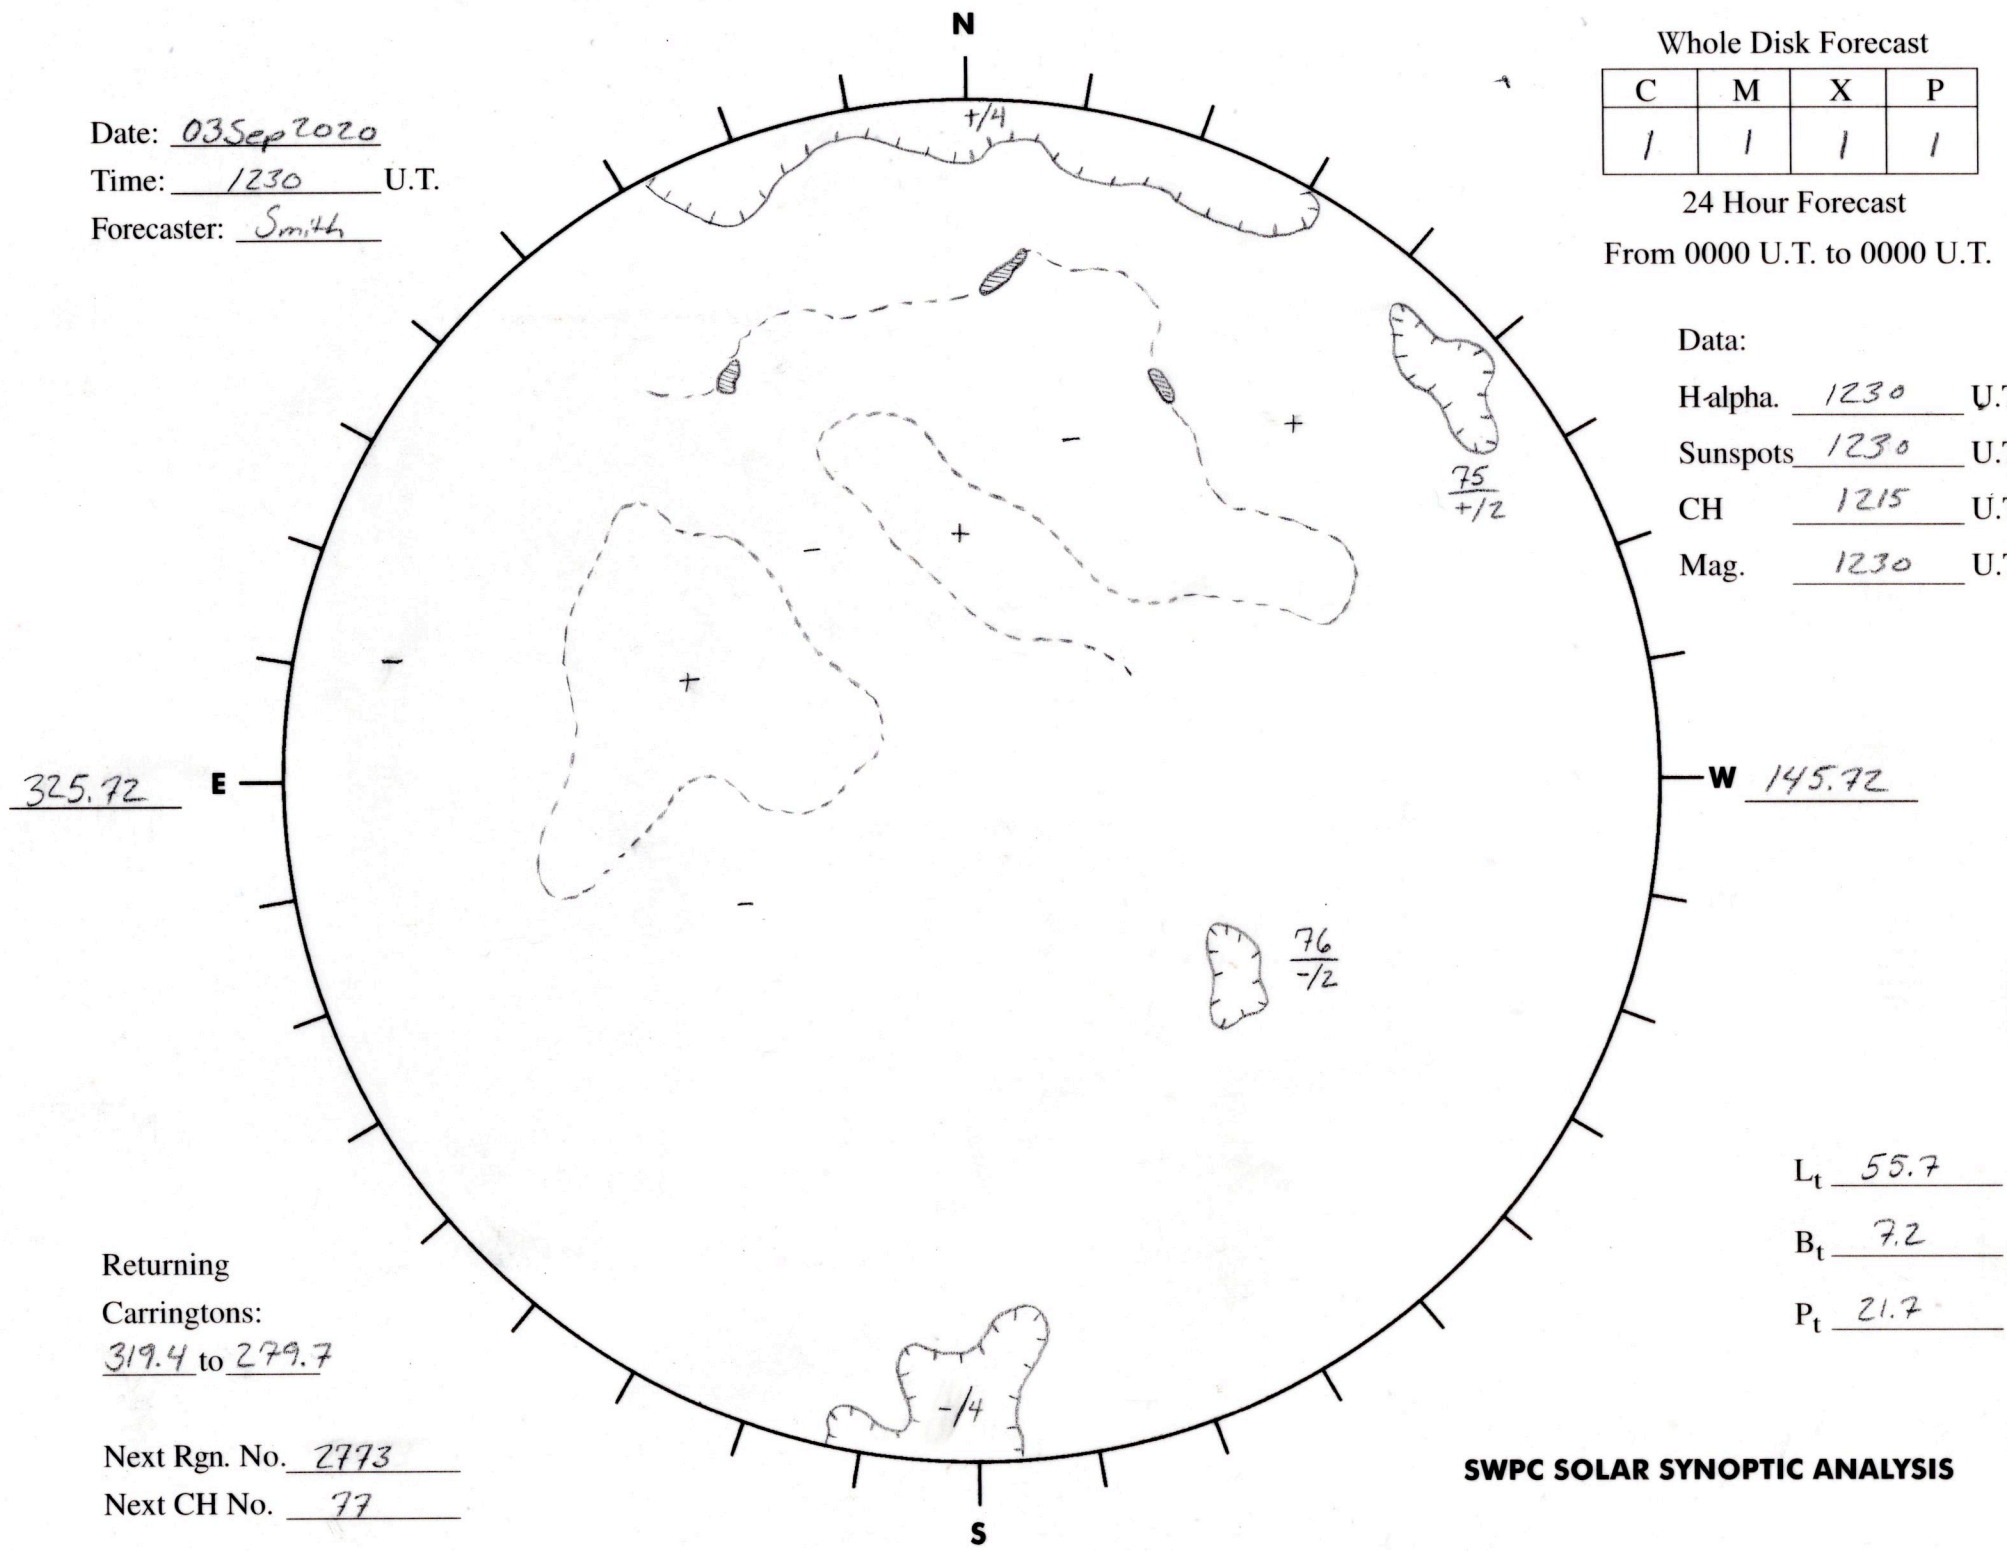 N
Whole Disk Forecast
C M X P
1 1 1 1
24 Hour Forecast
From 0000 U.T. to 0000 U.T.
Date: 03Sep2020
Time: 1230 U.T.
Forecaster: Smith
+/4
Data:
H-alpha. 1230 U.T
Sunspots 1230 U.T
CH 1215 U.T
Mag. 1230 U.T
+
-
75
+/2
+
-
-
+
325.72 E
W 145.72
-
76
-/2
Lt 55.7
Bt 7.2
Pt 21.7
Returning
Carringtons:
319.4 to 279.7
-/4
Next Rgn. No. 2773
Next CH No. 77
SWPC SOLAR SYNOPTIC ANALYSIS
S